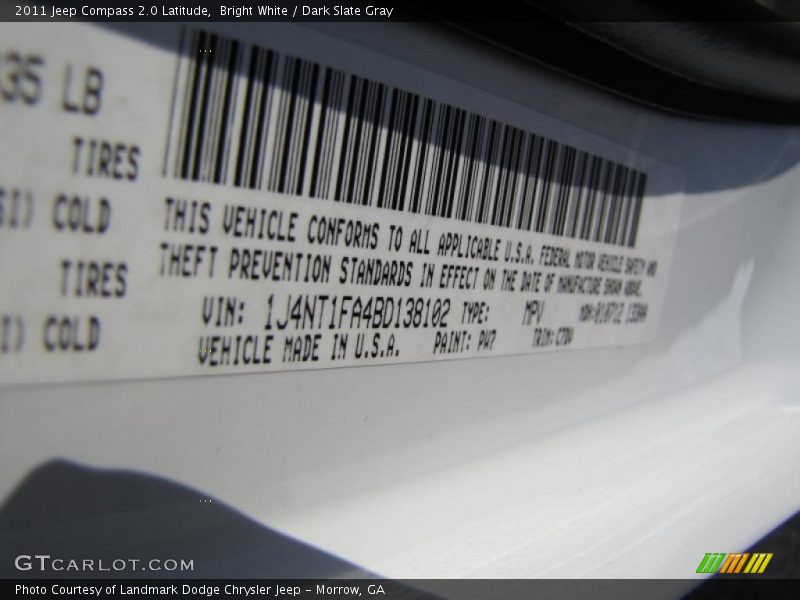 2011 Jeep Compass 2.0 Latitude,  Bright White / Dark Slate Gray
35 LB
TIRES
SI) COLD
TIRES
I) COLD
THIS VEHICLE CONFORMS TO ALL APPLICABLE U.S.A. FEDERAL MOTOR VEHICLE SAFETY AND
THEFT PREVENTION STANDARDS IN EFFECT ON THE DATE OF MANUFACTURE SHOWN ABOVE.
VIN: 1J4NT1FA4BD138102 TYPE: MPV
VEHICLE MADE IN U.S.A. PAINT: PW7 TRIM:
GTCARLOT.COM
Photo Courtesy of Landmark Dodge Chrysler Jeep – Morrow, GA